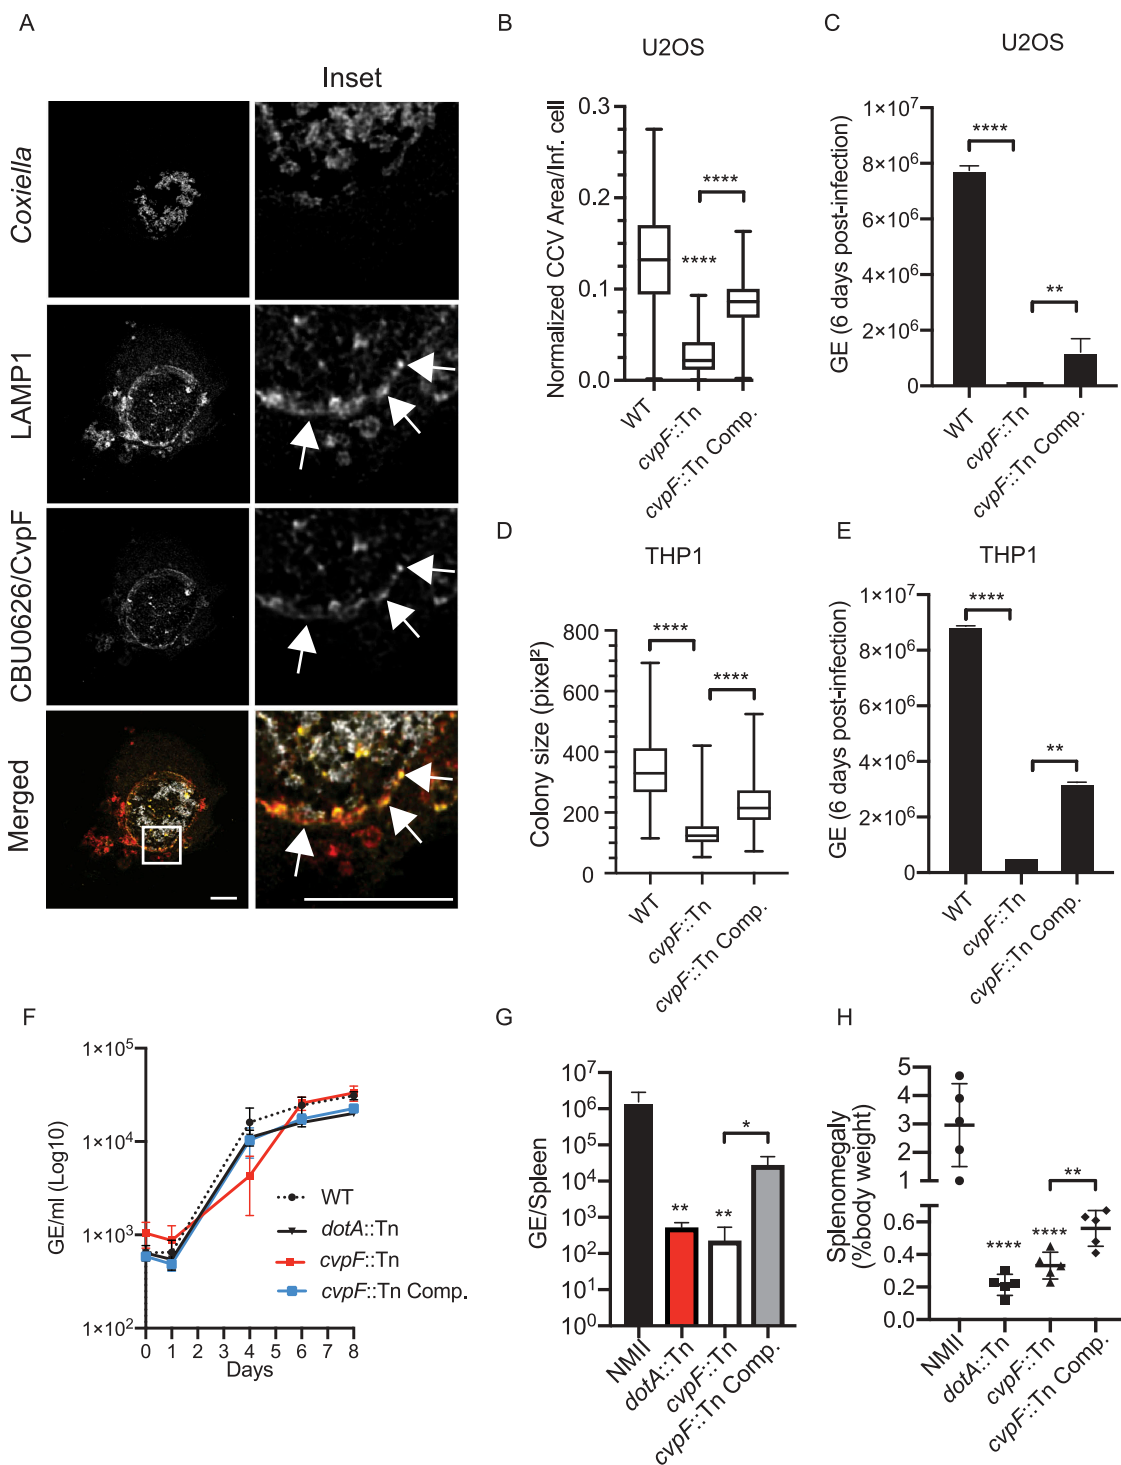 A
Inset
Coxiella
LAMP1
CBU0626/CvpF
Merged
B
U2OS
Normalized CCV Area/Inf. cell
0.3
0.2
0.1
0.0
****
****
WT
cvpF::Tn
cvpF::Tn Comp.
C
U2OS
GE (6 days post-infection)
1×10⁷
8×10⁶
6×10⁶
4×10⁶
2×10⁶
0
****
**
WT
cvpF::Tn
cvpF::Tn Comp.
D
THP1
Colony size (pixel²)
800
600
400
200
0
****
****
WT
cvpF::Tn
cvpF::Tn Comp.
E
THP1
GE (6 days post-infection)
1×10⁷
8×10⁶
6×10⁶
4×10⁶
2×10⁶
0
****
**
WT
cvpF::Tn
cvpF::Tn Comp.
F
GE/ml (Log10)
1×10⁵
1×10⁴
1×10³
1×10²
WT
dotA::Tn
cvpF::Tn
cvpF::Tn Comp.
0 1 2 3 4 5 6 7 8
Days
G
GE/Spleen
10⁷
10⁶
10⁵
10⁴
10³
10²
10¹
10⁰
**
**
*
NMII
dotA::Tn
cvpF::Tn
cvpF::Tn Comp.
H
Splenomegaly
(%body weight)
5
4
3
2
1
0.6
0.4
0.2
0.0
****
****
**
NMII
dotA::Tn
cvpF::Tn
cvpF::Tn Comp.